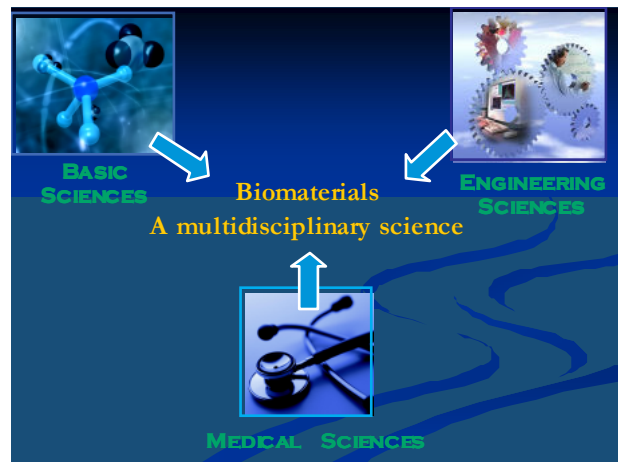 Basic
Sciences
Engineering
Sciences
Biomaterials
A multidisciplinary science
Medical Sciences